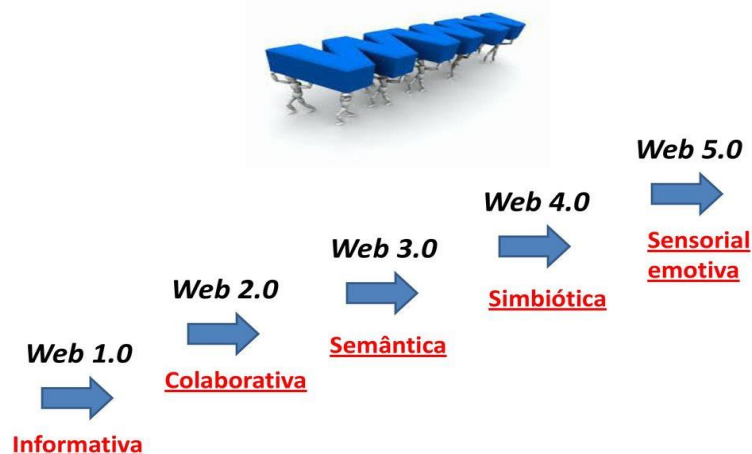 WWW
Web 1.0
Informativa
Web 2.0
Colaborativa
Web 3.0
Semântica
Web 4.0
Simbiótica
Web 5.0
Sensorial
emotiva